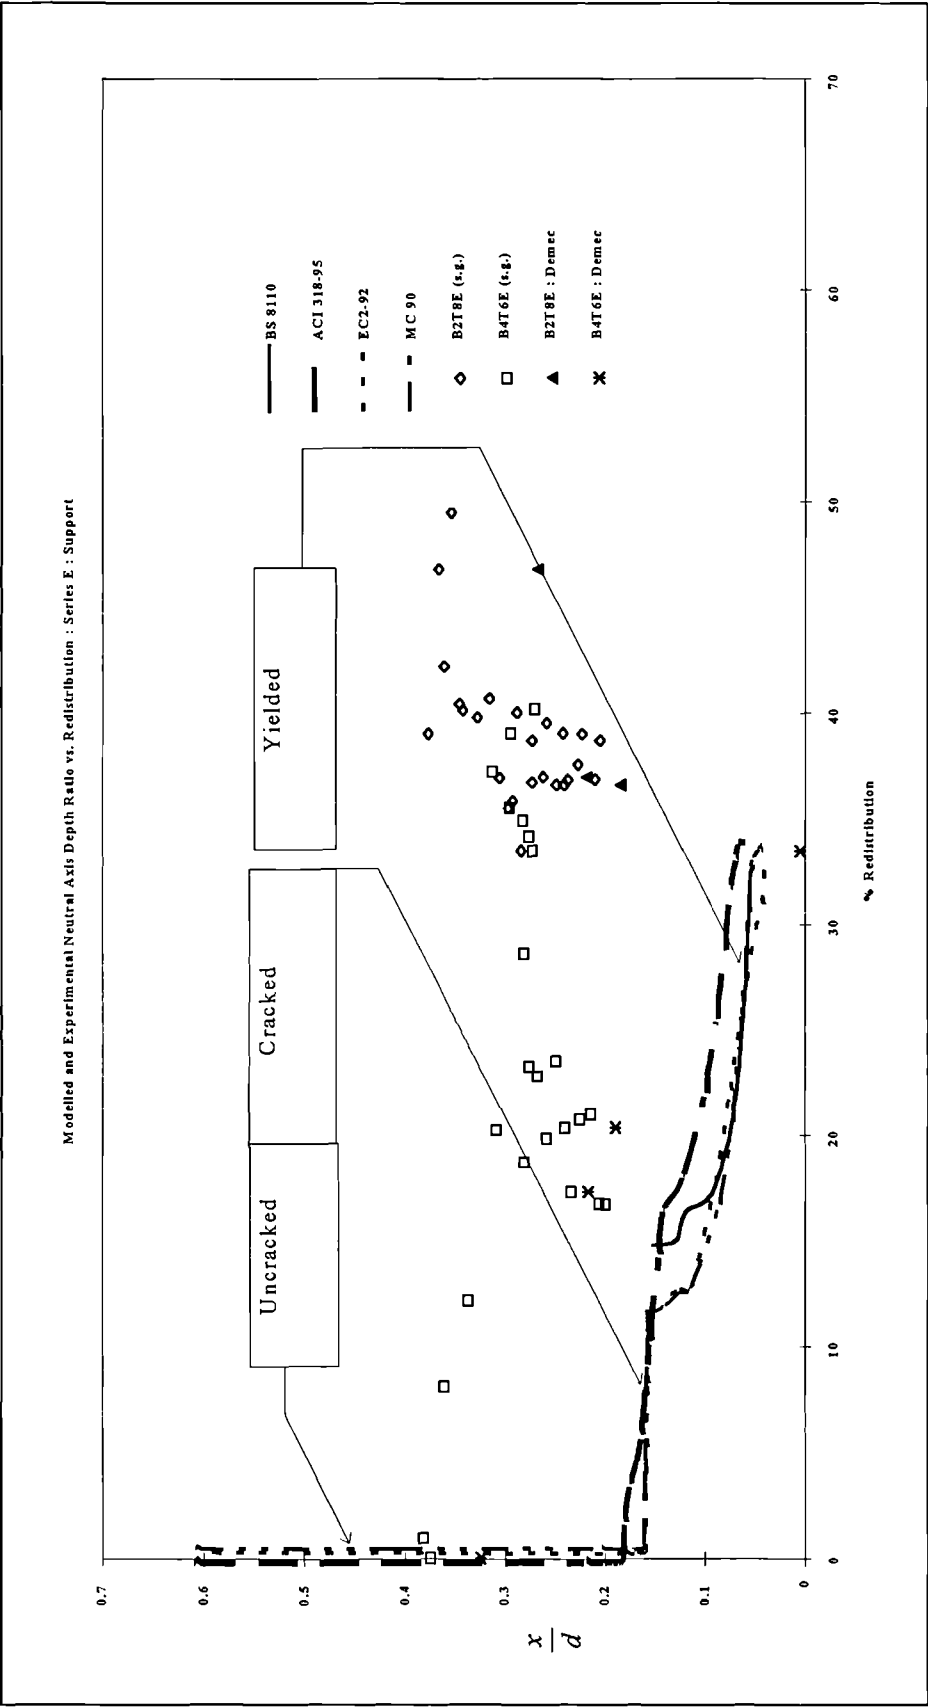 Modelled and Experimental Neutral Axis Depth Ratio vs. Redistribution : Series E : Support
0.7
0.6
0.5
0.4
0.3
0.2
0.1
0
x
d
0
10
20
30
40
50
60
70
% Redistribution
Uncracked
Cracked
Yielded
BS 8110
ACI 318-95
EC2-92
MC 90
B2T8E (s.g.)
B4T6E (s.g.)
B2T8E : Demec
B4T6E : Demec